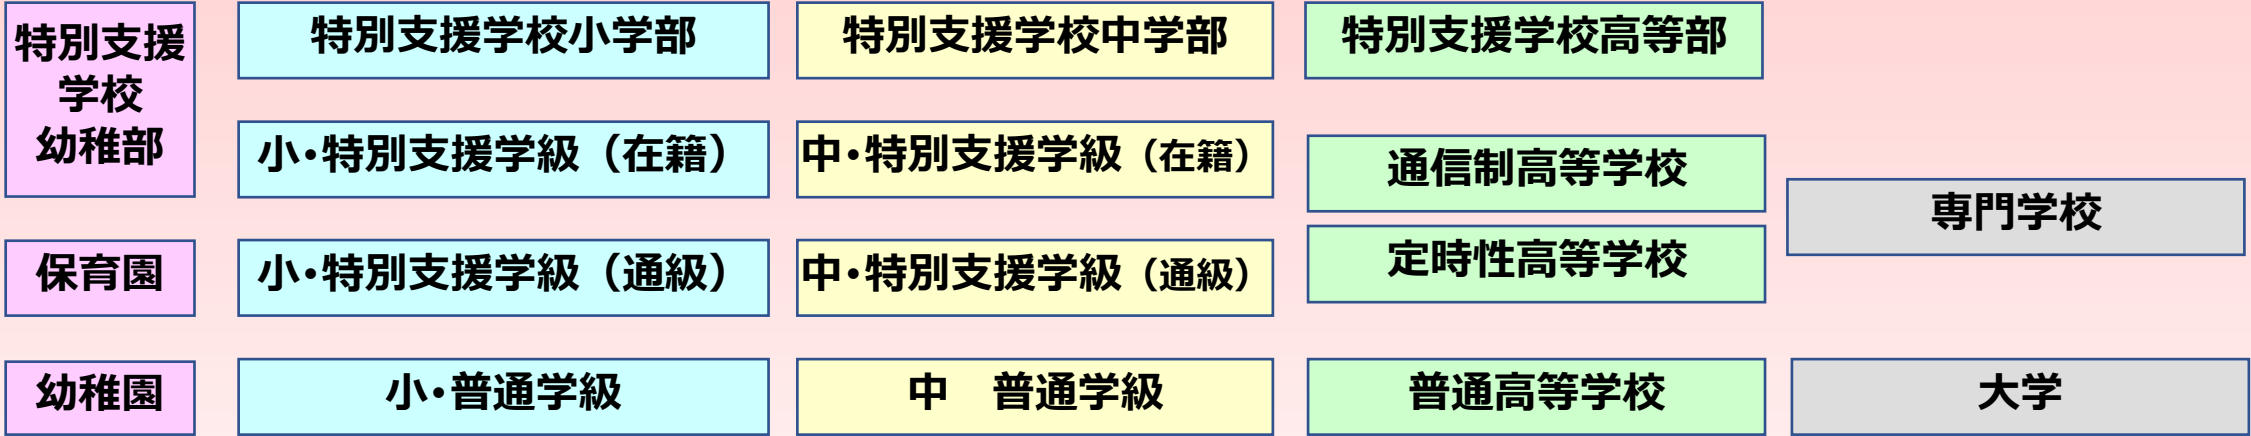 特別支援
学校
幼稚部
保育園
幼稚園
特別支援学校小学部
小・特別支援学級（在籍）
小・特別支援学級（通級）
小・普通学級
特別支援学校中学部
中・特別支援学級（在籍）
中・特別支援学級（通級）
中　普通学級
特別支援学校高等部
通信制高等学校
定時性高等学校
普通高等学校
専門学校
大学